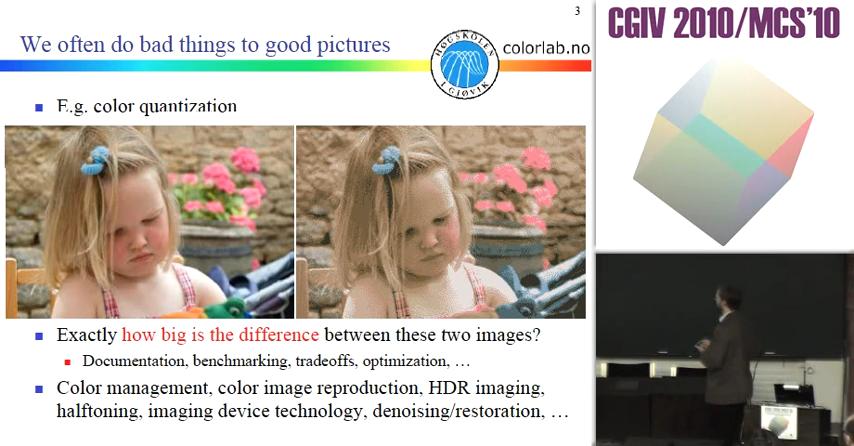 3
We often do bad things to good pictures
HØGSKOLEN
I GJØVIK
colorlab.no
CGIV 2010/MCS'10
E.g. color quantization
Exactly how big is the difference between these two images?
Documentation, benchmarking, tradeoffs, optimization, …
Color management, color image reproduction, HDR imaging,
halftoning, imaging device technology, denoising/restoration, …